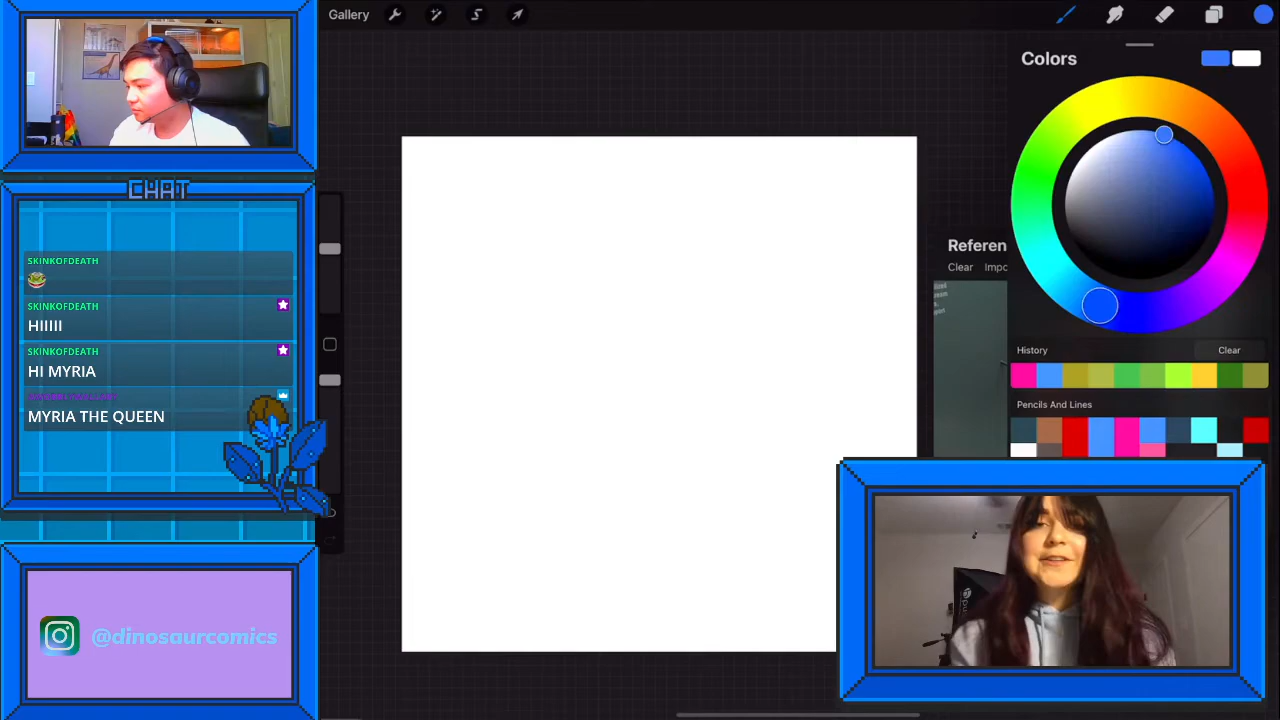 Gallery
Colors
CHAT
SKINKOFDEATH
SKINKOFDEATH
HIIIII
SKINKOFDEATH
HI MYRIA
MYRIA THE QUEEN
Referen
Clear Impo
History Clear
Pencils And Lines
@dinosaurcomics